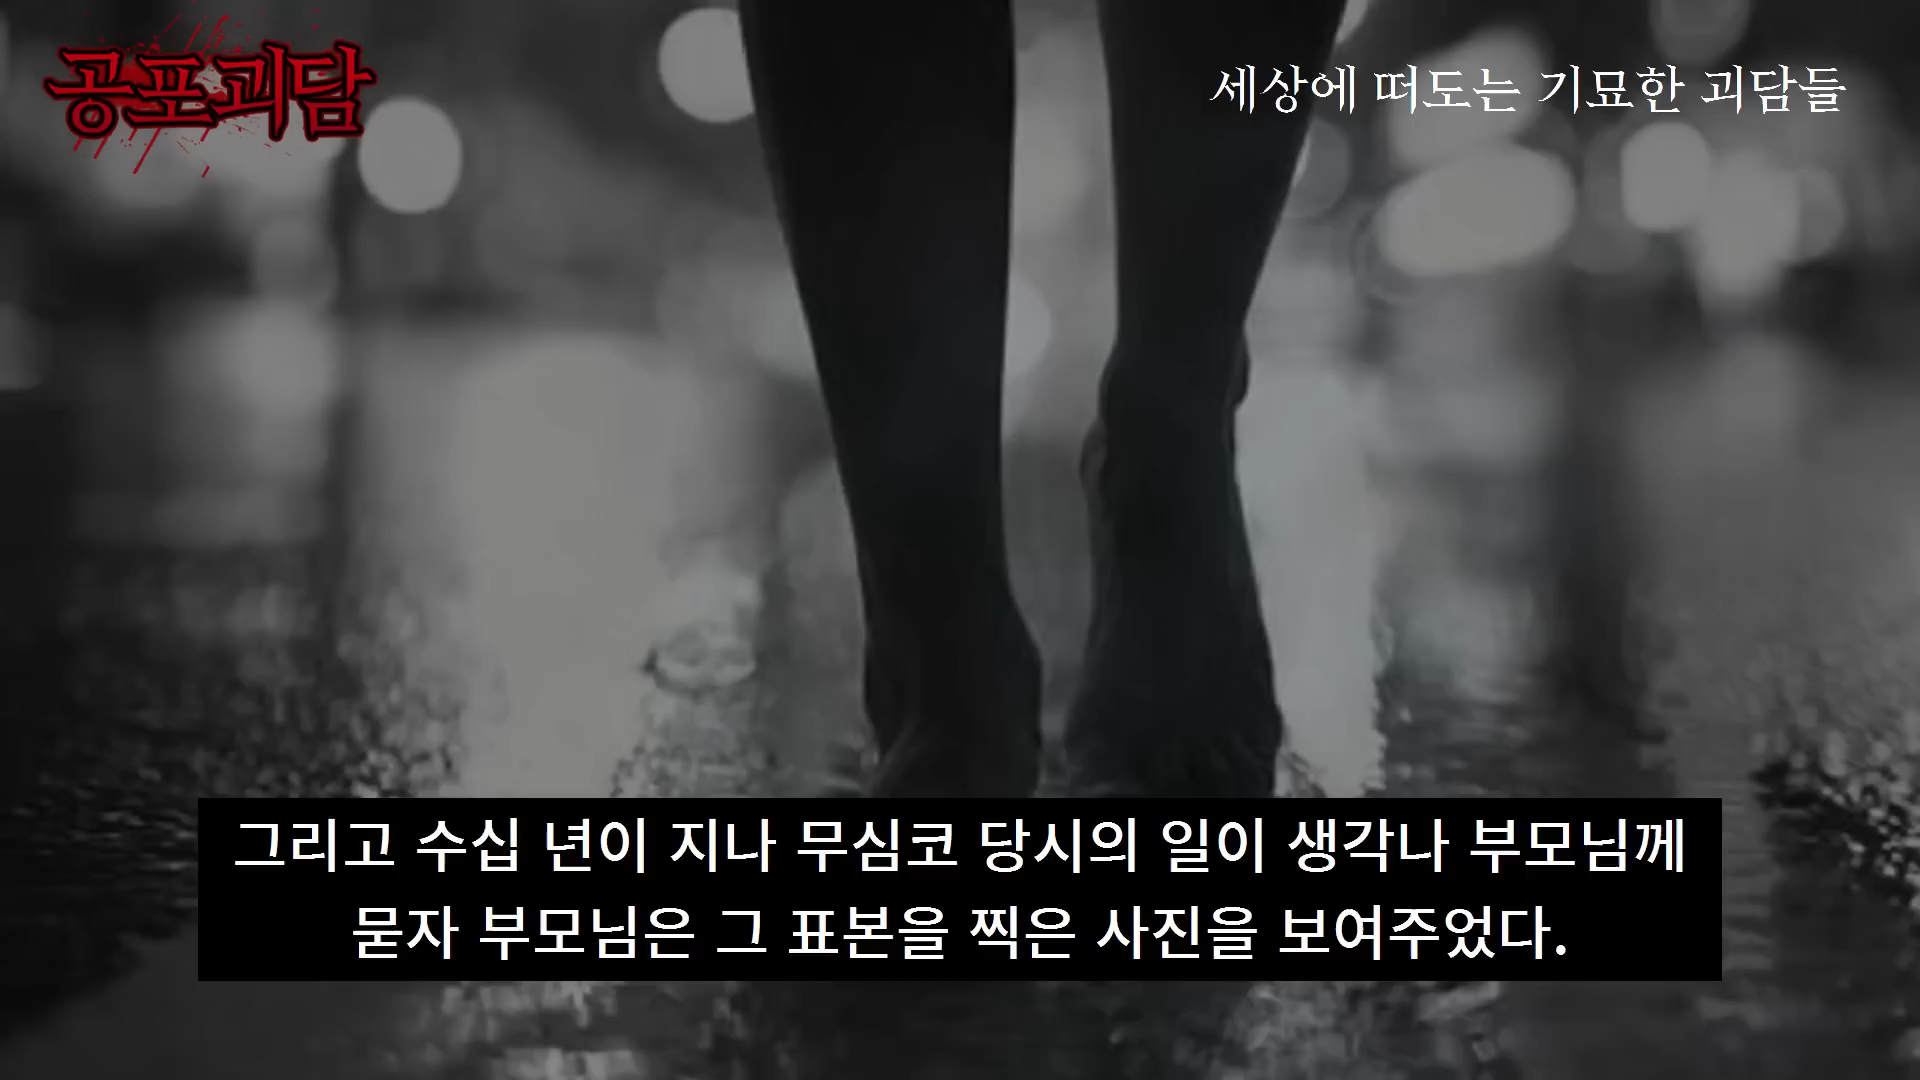 공포괴담
세상에 떠도는 기묘한 괴담들
그리고 수십 년이 지나 무심코 당시의 일이 생각나 부모님께
묻자 부모님은 그 표본을 찍은 사진을 보여주었다.